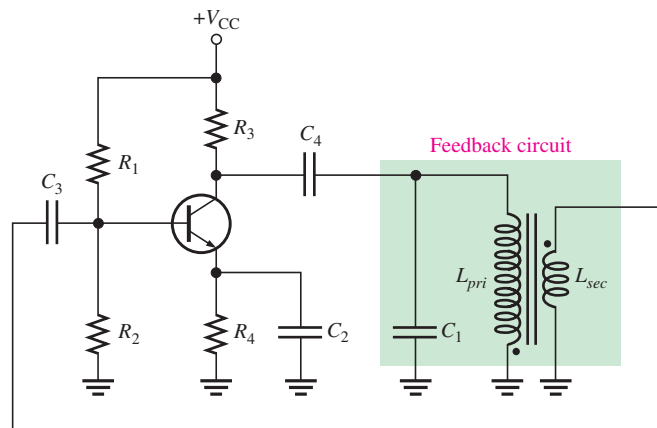 +V_CC
R_3
C_4
Feedback circuit
R_1
C_3
L_pri
L_sec
R_2
R_4
C_2
C_1